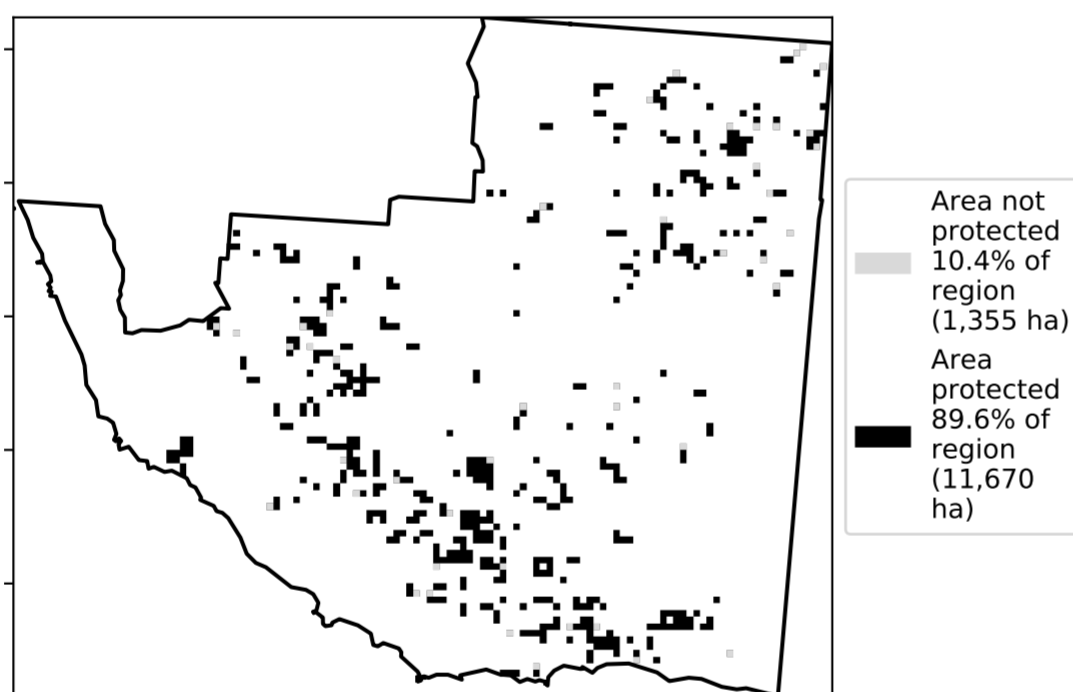 Area not
protected
10.4% of
region
(1,355 ha)
Area
protected
89.6% of
region
(11,670
ha)